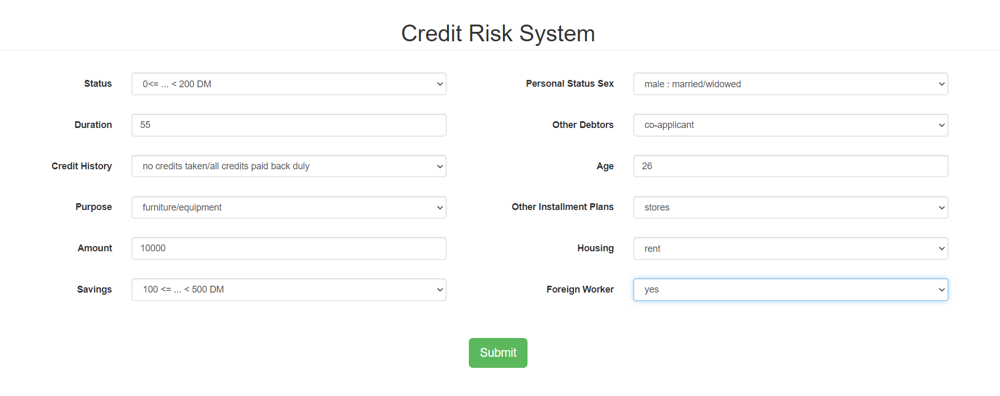 Credit Risk System
Status 0<= ... < 200 DM
Duration 55
Credit History no credits taken/all credits paid back duly
Purpose furniture/equipment
Amount 10000
Savings 100 <= ... < 500 DM
Personal Status Sex male : married/widowed
Other Debtors co-applicant
Age 26
Other Installment Plans stores
Housing rent
Foreign Worker yes
Submit